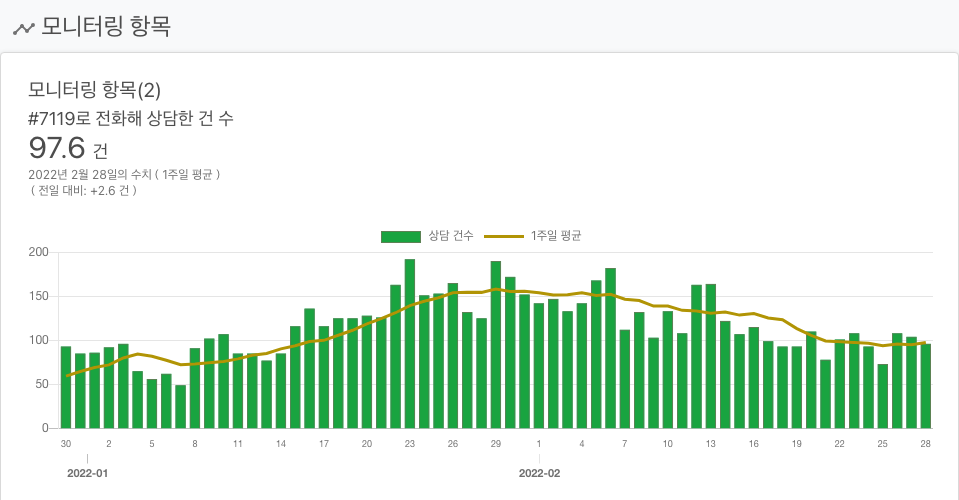 모니터링 항목
모니터링 항목(2)
#7119로 전화해 상담한 건 수
97.6 건
2022년 2월 28일의 수치 ( 1주일 평균 )
( 전일 대비: +2.6 건 )
상담 건수 1주일 평균
200
150
100
50
0
30 2 5 8 11 14 17 20 23 26 29 1 4 7 10 13 16 19 22 25 28
2022-01 2022-02